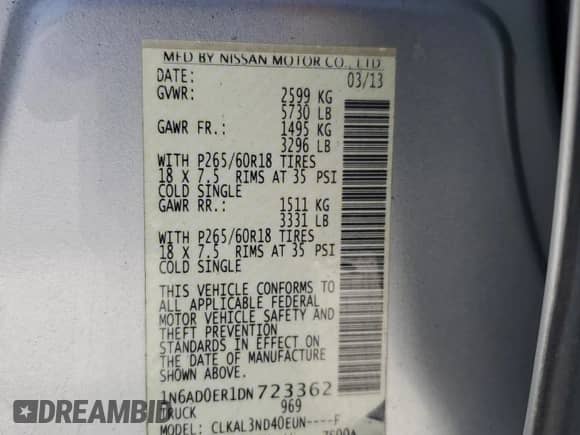 MFD BY NISSAN MOTOR CO., LTD.
DATE: 03/13
GVWR: 2599 KG
5730 LB
GAWR FR.: 1495 KG
3296 LB
WITH P265/60R18 TIRES
18 X 7.5 RIMS AT 35 PSI
COLD SINGLE
GAWR RR.: 1511 KG
3331 LB
WITH P265/60R18 TIRES
18 X 7.5 RIMS AT 35 PSI
COLD SINGLE
THIS VEHICLE CONFORMS TO
ALL APPLICABLE FEDERAL
MOTOR VEHICLE SAFETY AND
THEFT PREVENTION
STANDARDS IN EFFECT ON
THE DATE OF MANUFACTURE
SHOWN ABOVE.
1N6AD0ER1DN723362
TRUCK 969
MODEL: CLKAL3ND40EUN----F
RIDECARZ.COM